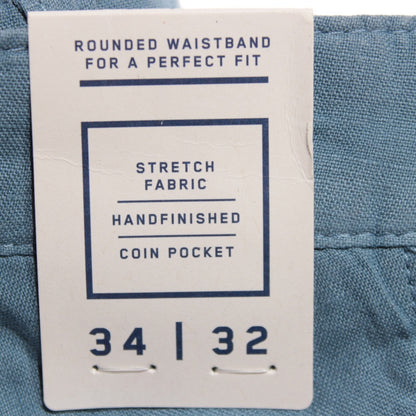 ROUNDED WAISTBAND
FOR A PERFECT FIT
STRETCH
FABRIC
HANDFINISHED
COIN POCKET
34 | 32